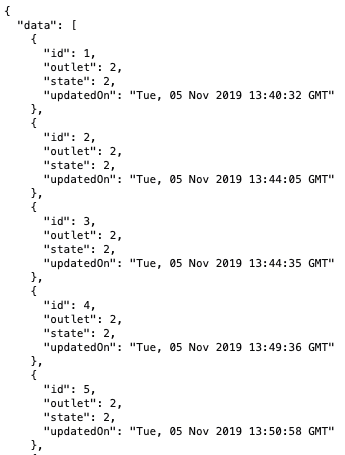 {
  "data": [
    {
      "id": 1,
      "outlet": 2,
      "state": 2,
      "updatedOn": "Tue, 05 Nov 2019 13:40:32 GMT"
    },
    {
      "id": 2,
      "outlet": 2,
      "state": 2,
      "updatedOn": "Tue, 05 Nov 2019 13:44:05 GMT"
    },
    {
      "id": 3,
      "outlet": 2,
      "state": 2,
      "updatedOn": "Tue, 05 Nov 2019 13:44:35 GMT"
    },
    {
      "id": 4,
      "outlet": 2,
      "state": 2,
      "updatedOn": "Tue, 05 Nov 2019 13:49:36 GMT"
    },
    {
      "id": 5,
      "outlet": 2,
      "state": 2,
      "updatedOn": "Tue, 05 Nov 2019 13:50:58 GMT"
    },